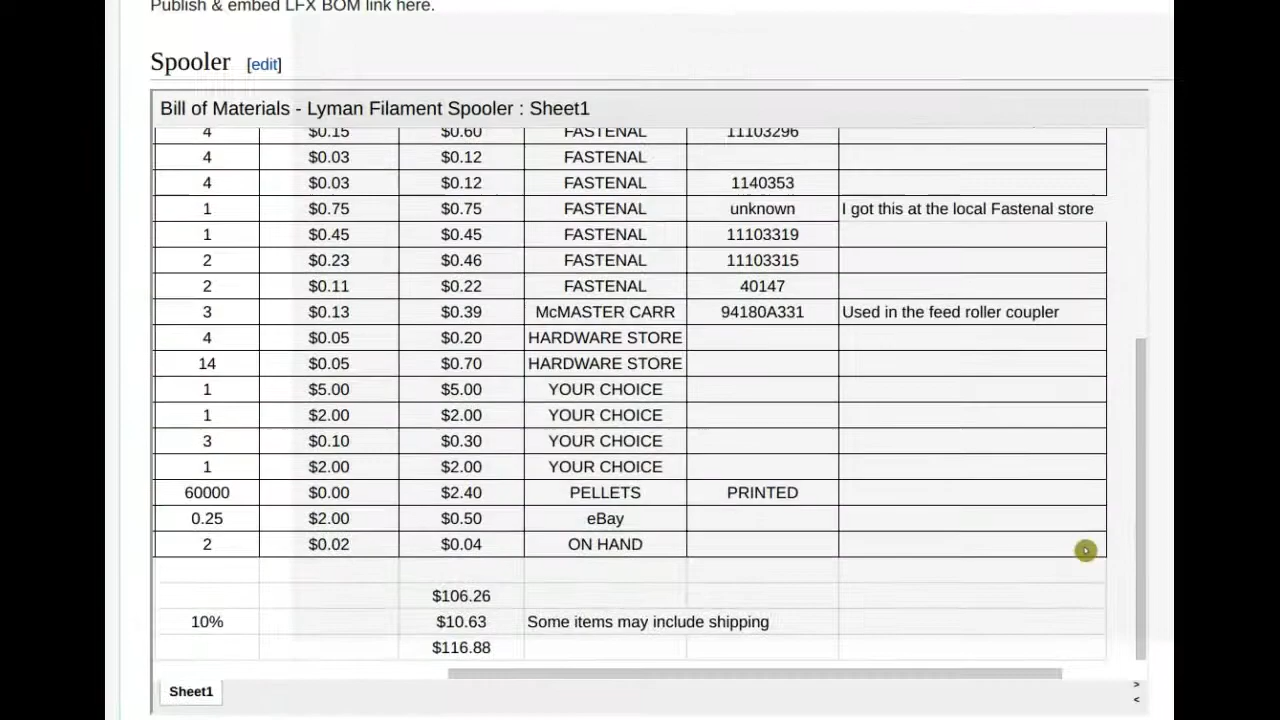 Publish & embed LFX BOM link here.
Spooler [edit]
Bill of Materials - Lyman Filament Spooler : Sheet1
4 $0.15 $0.60 FASTENAL 11103296
4 $0.03 $0.12 FASTENAL
4 $0.03 $0.12 FASTENAL 1140353
1 $0.75 $0.75 FASTENAL unknown I got this at the local Fastenal store
1 $0.45 $0.45 FASTENAL 11103319
2 $0.23 $0.46 FASTENAL 11103315
2 $0.11 $0.22 FASTENAL 40147
3 $0.13 $0.39 McMASTER CARR 94180A331 Used in the feed roller coupler
4 $0.05 $0.20 HARDWARE STORE
14 $0.05 $0.70 HARDWARE STORE
1 $5.00 $5.00 YOUR CHOICE
1 $2.00 $2.00 YOUR CHOICE
3 $0.10 $0.30 YOUR CHOICE
1 $2.00 $2.00 YOUR CHOICE
60000 $0.00 $2.40 PELLETS PRINTED
0.25 $2.00 $0.50 eBay
2 $0.02 $0.04 ON HAND
$106.26
10% $10.63 Some items may include shipping
$116.88
Sheet1